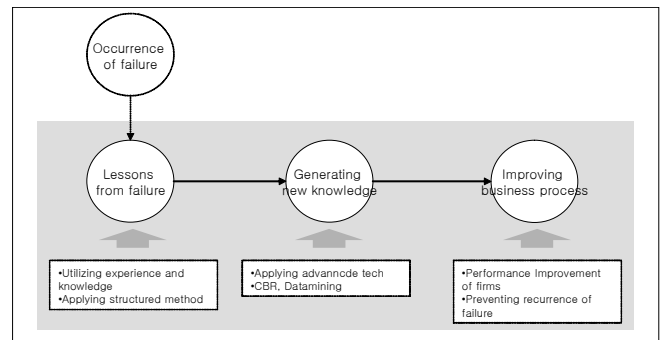 Occurrence
of failure
Lessons
from failure
Generating
new knowledge
Improving
business process
•Utilizing experience and
knowledge
•Applying structured method
•Applying advanncde tech
•CBR, Datamining
•Performance Improvement
of firms
•Preventing recurrence of
failure